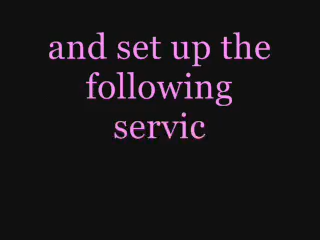 and set up the
following
servic